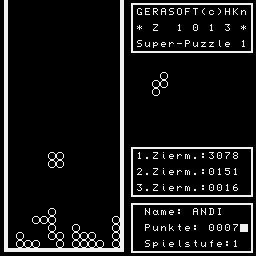 GERASOFT(c)HKn
* Z 1013 *
Super-Puzzle 1
1.Zierm.:3078
2.Zierm.:0151
3.Zierm.:0016
Name: ANDI
Punkte: 0007
Spielstufe:1